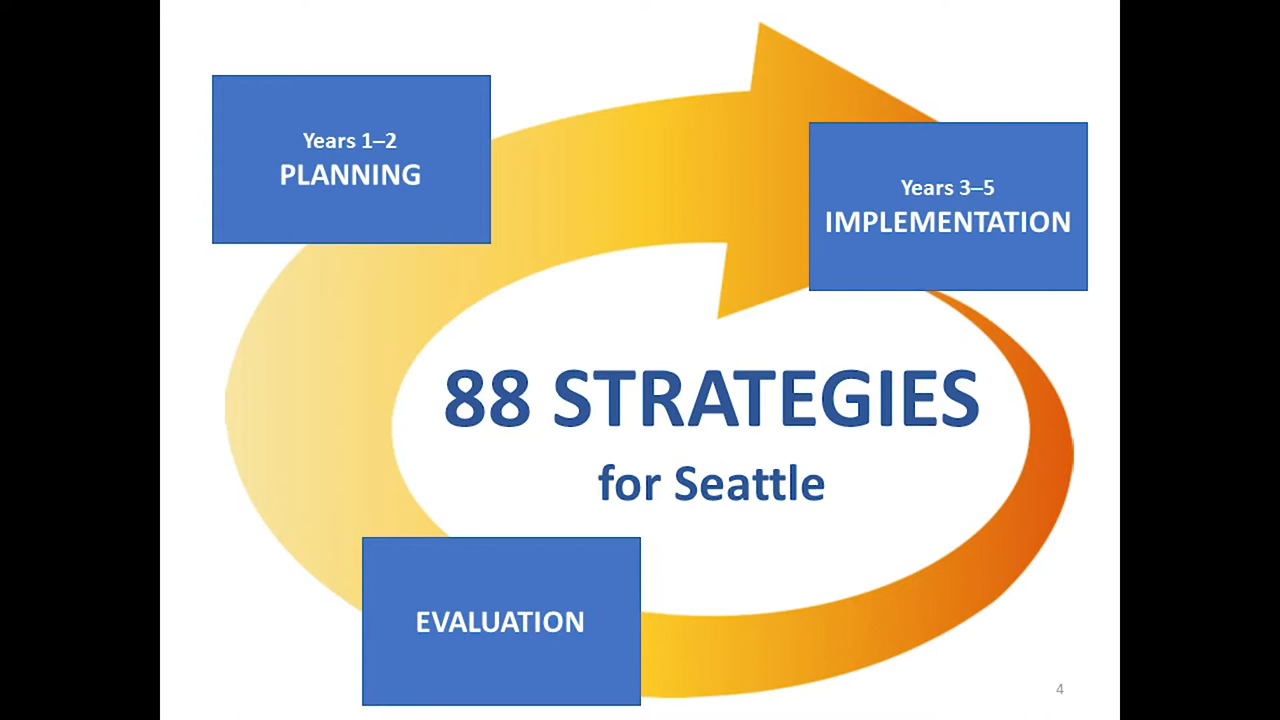 Years 1–2
PLANNING
Years 3–5
IMPLEMENTATION
88 STRATEGIES
for Seattle
EVALUATION
4